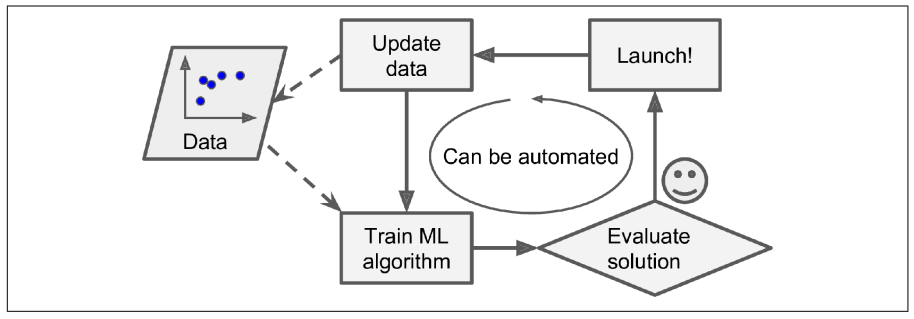 Update
data
Launch!
Data
Can be automated
Train ML
algorithm
Evaluate
solution